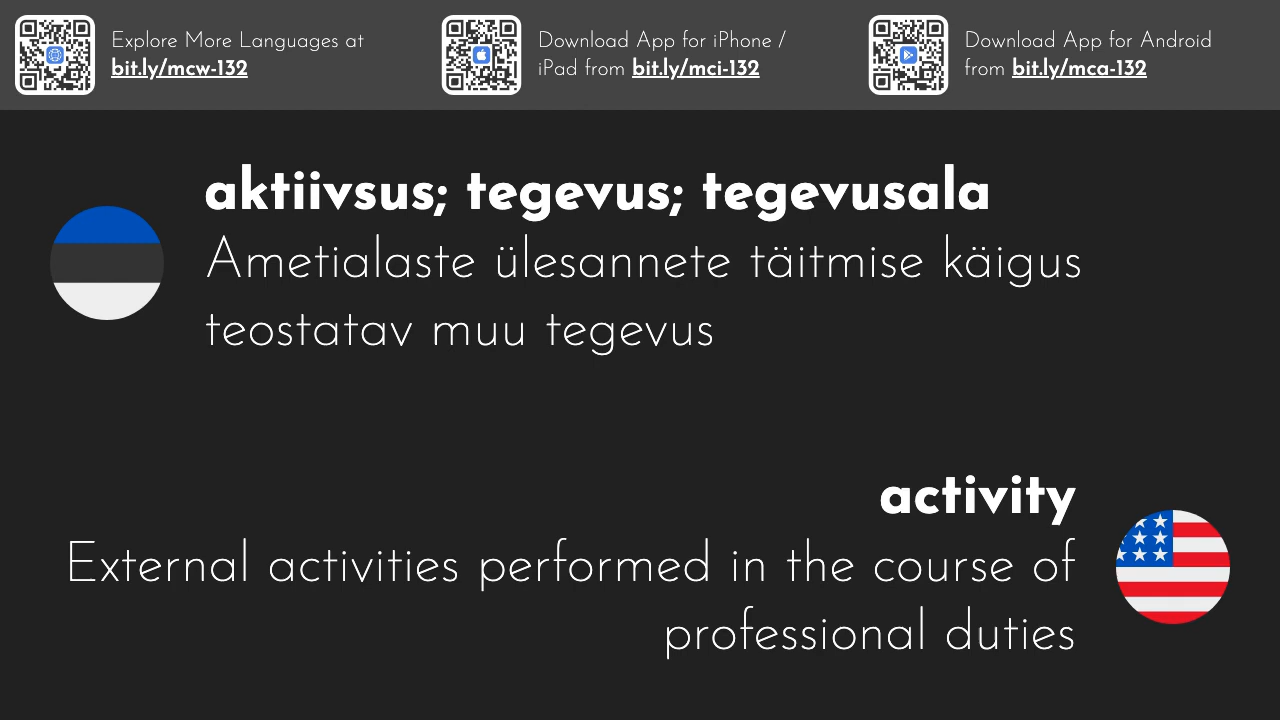 Explore More Languages at
bit.ly/mcw-132
Download App for iPhone /
iPad from bit.ly/mci-132
Download App for Android
from bit.ly/mca-132
aktiivsus; tegevus; tegevusala
Ametialaste ülesannete täitmise käigus
teostatav muu tegevus
activity
External activities performed in the course of
professional duties